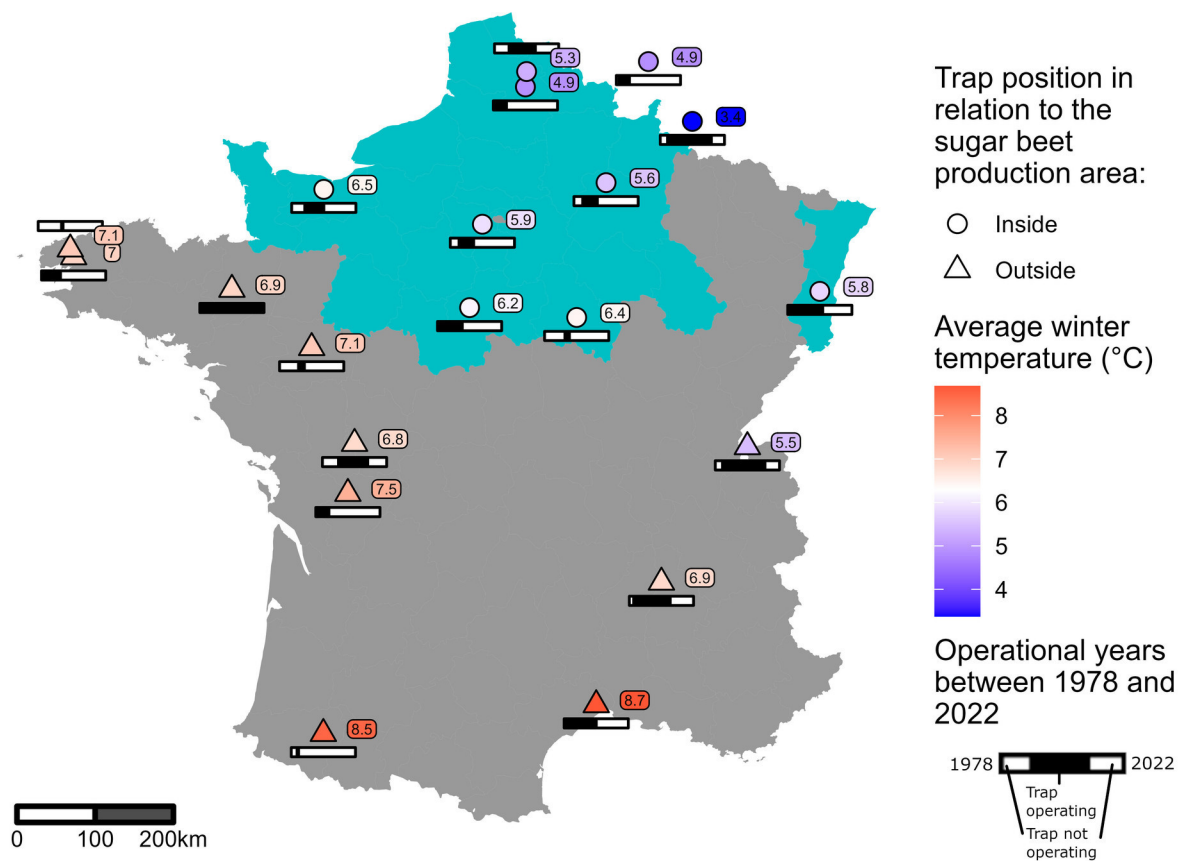 5.3
4.9
4.9
3.4
6.5
5.6
5.9
7.1
7
6.9
5.8
6.2
6.4
7.1
6.8
5.5
7.5
6.9
8.7
8.5
0 100 200km
Trap position in
relation to the
sugar beet
production area:
Inside
Outside
Average winter
temperature (°C)
8
7
6
5
4
Operational years
between 1978 and
2022
1978 2022
Trap
operating
Trap not
operating